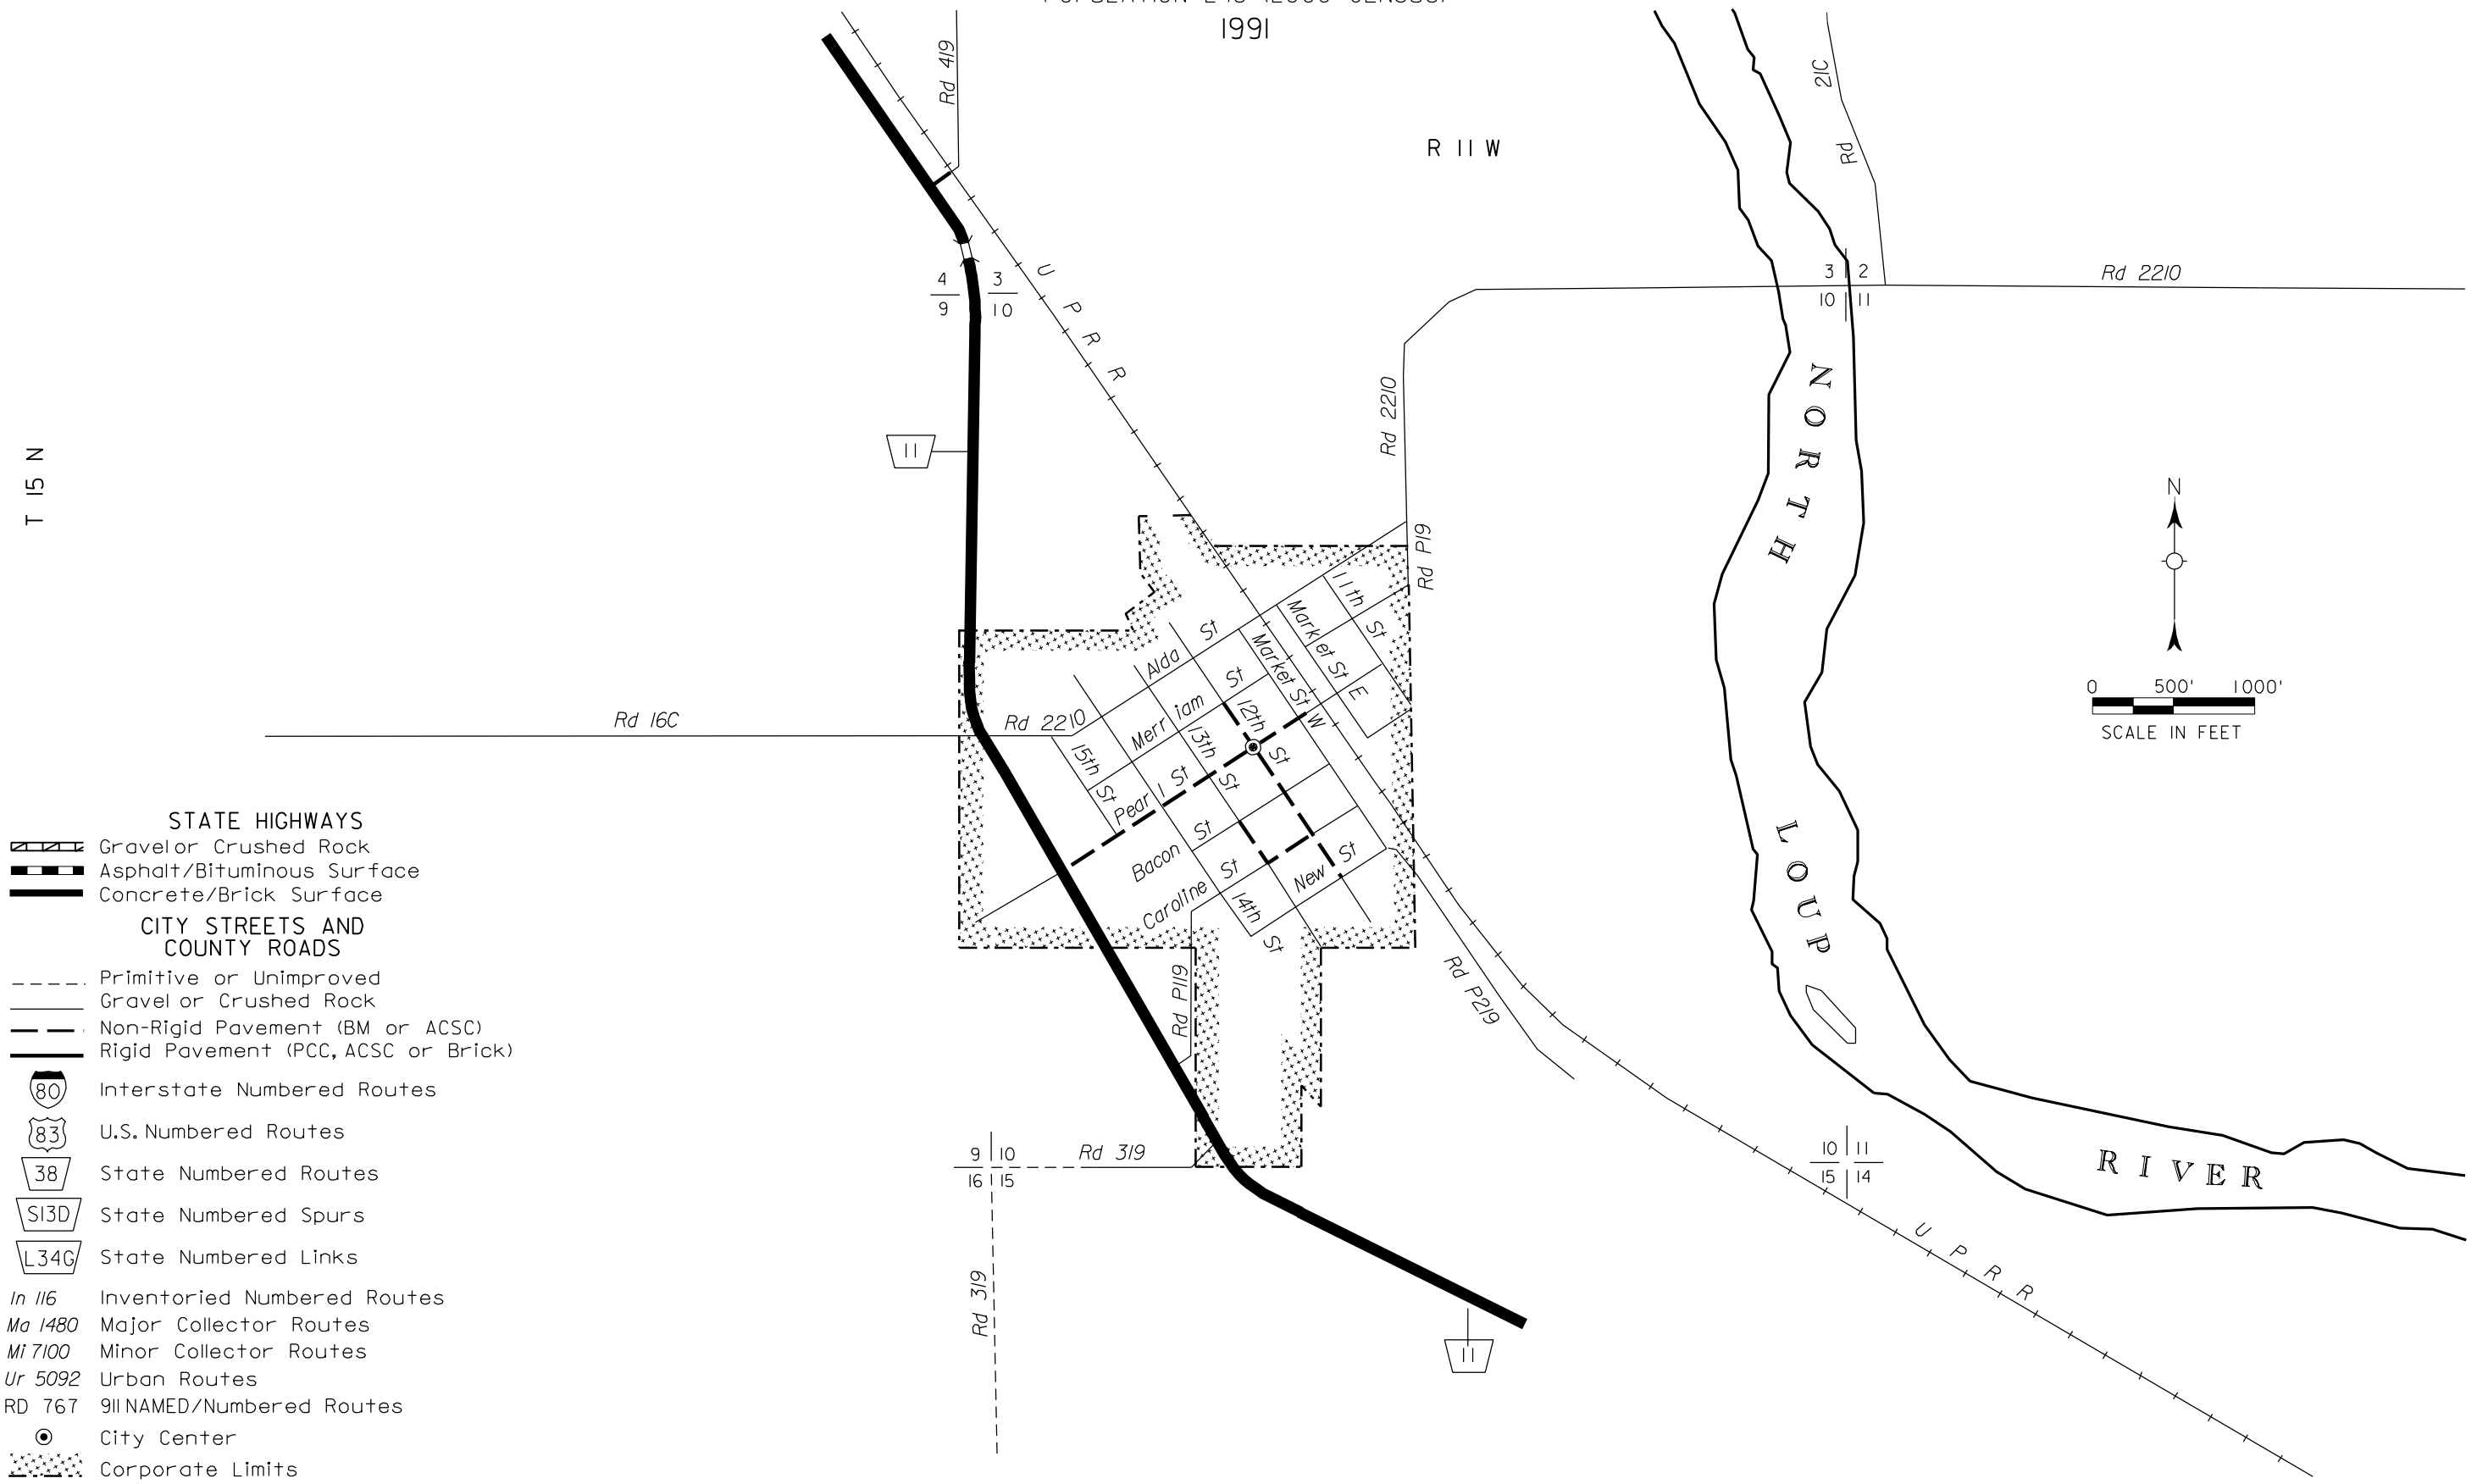 1991
Rd 419
R 11 W
21C
Rd
4
3
9
10
U P R R
3
2
10
11
Rd 2210
NORTH
Rd 2210
11
T 15 N
N
Rd P19
11th St
Market St E
Alda St
Market St W
0 500' 1000'
SCALE IN FEET
Rd 16C
Rd 2210
Merriam St
12th St
13th St
15th St
Pearl St
Bacon St
Caroline St
New St
14th St
LOUP
Rd P119
Rd P219
9
10
16
15
Rd 319
Rd 319
10
11
15
14
RIVER
U P R R
11
STATE HIGHWAYS
Gravel or Crushed Rock
Asphalt/Bituminous Surface
Concrete/Brick Surface
CITY STREETS AND
COUNTY ROADS
Primitive or Unimproved
Gravel or Crushed Rock
Non-Rigid Pavement (BM or ACSC)
Rigid Pavement (PCC, ACSC or Brick)
80 Interstate Numbered Routes
83 U.S. Numbered Routes
38 State Numbered Routes
S13D State Numbered Spurs
L34G State Numbered Links
In 116 Inventoried Numbered Routes
Ma 1480 Major Collector Routes
Mi 7100 Minor Collector Routes
Ur 5092 Urban Routes
RD 767 911 NAMED/Numbered Routes
City Center
Corporate Limits